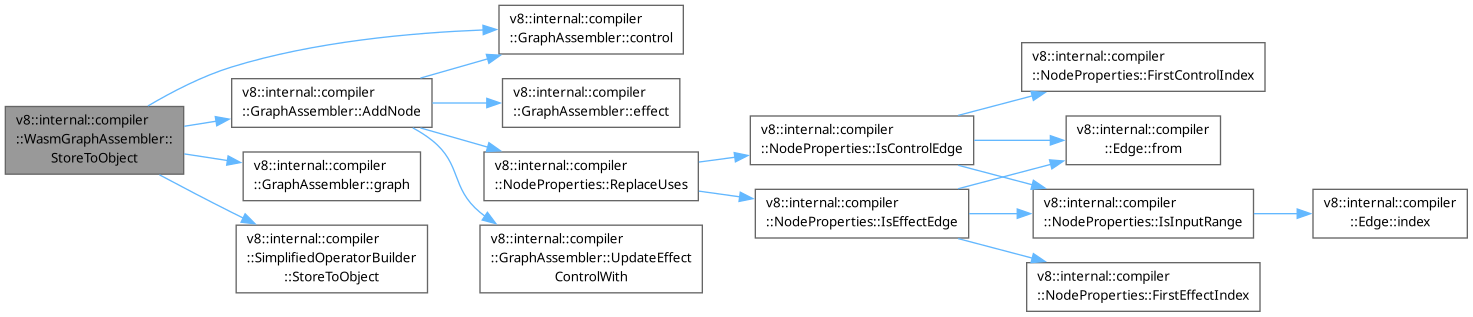 v8::internal::compiler
::WasmGraphAssembler::
StoreToObject
v8::internal::compiler
::GraphAssembler::control
v8::internal::compiler
::GraphAssembler::AddNode
v8::internal::compiler
::GraphAssembler::effect
v8::internal::compiler
::GraphAssembler::graph
v8::internal::compiler
::SimplifiedOperatorBuilder
::StoreToObject
v8::internal::compiler
::NodeProperties::ReplaceUses
v8::internal::compiler
::GraphAssembler::UpdateEffect
ControlWith
v8::internal::compiler
::NodeProperties::IsControlEdge
v8::internal::compiler
::NodeProperties::IsEffectEdge
v8::internal::compiler
::NodeProperties::FirstControlIndex
v8::internal::compiler
::Edge::from
v8::internal::compiler
::NodeProperties::IsInputRange
v8::internal::compiler
::NodeProperties::FirstEffectIndex
v8::internal::compiler
::Edge::index